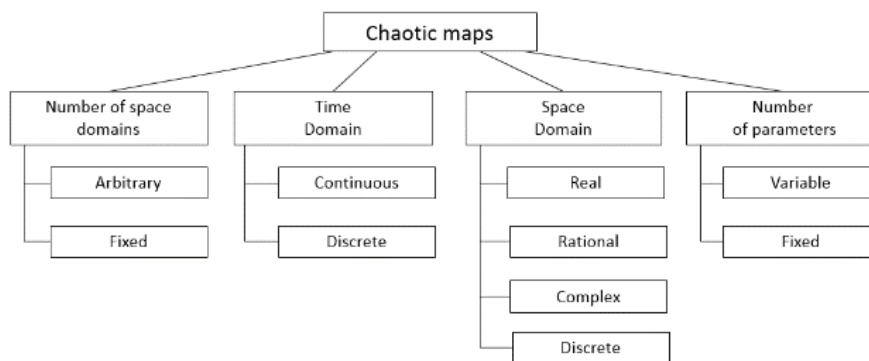 Chaotic maps
Number of space
domains
Arbitrary
Fixed
Time
Domain
Continuous
Discrete
Space
Domain
Real
Rational
Complex
Discrete
Number
of parameters
Variable
Fixed